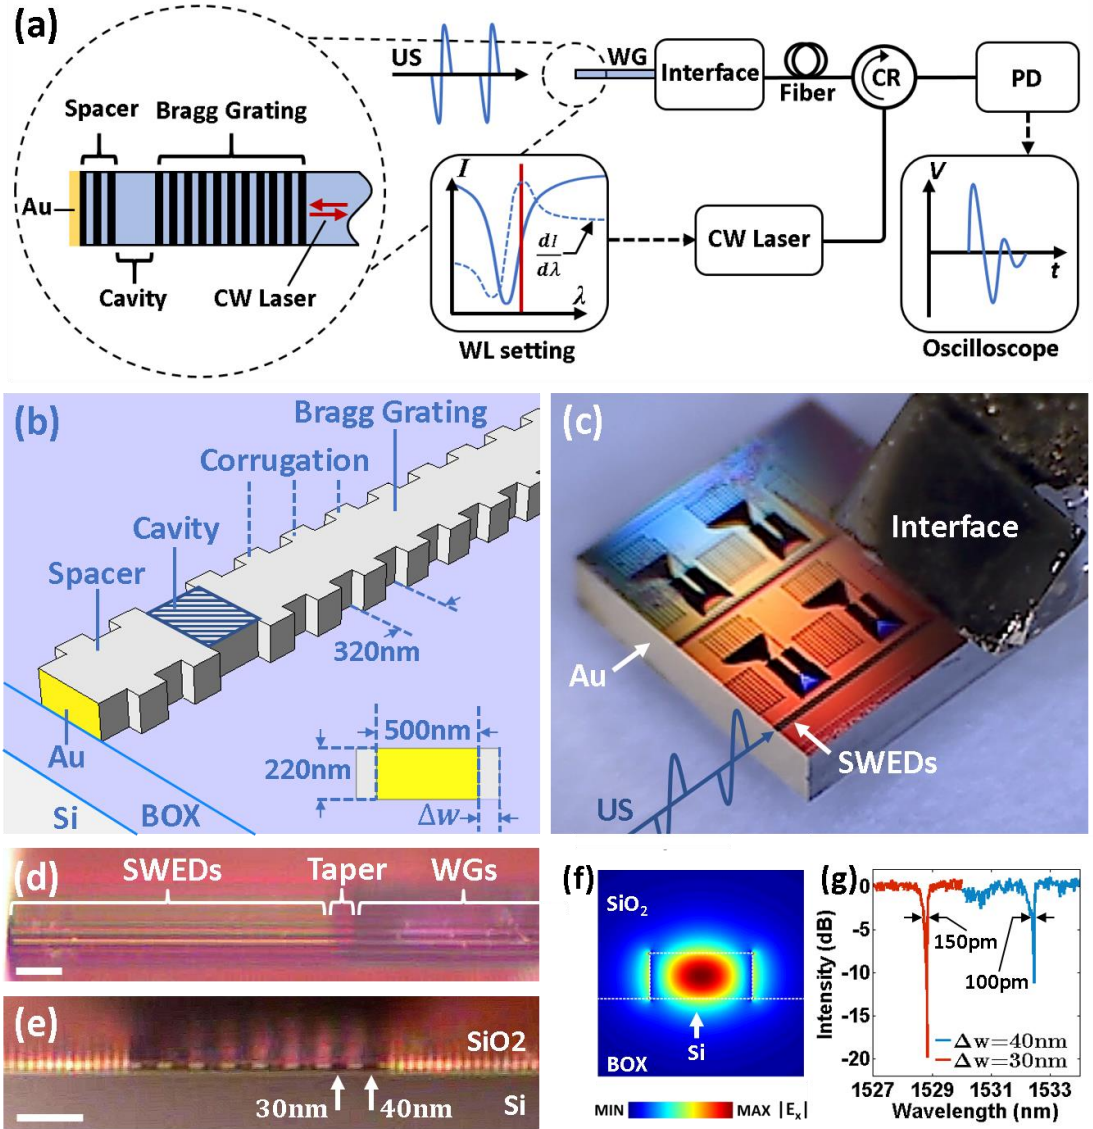 (a)
US
WG
Interface
Fiber
CR
PD
Spacer
Bragg Grating
Au
Cavity
CW Laser
I
dI
dλ
λ
WL setting
CW Laser
V
t
Oscilloscope
(b)
Bragg Grating
Corrugation
Cavity
Spacer
320nm
Au
500nm
220nm
Δw
Si
BOX
(c)
Interface
Au
SWEDs
US
(d)
SWEDs
Taper
WGs
(e)
SiO2
30nm
40nm
Si
(f)
SiO₂
Si
BOX
MIN
MAX |Eₓ|
(g)
Intensity (dB)
0
-5
-10
-15
-20
150pm
100pm
Δw=40nm
Δw=30nm
1527
1529
1531
1533
Wavelength (nm)